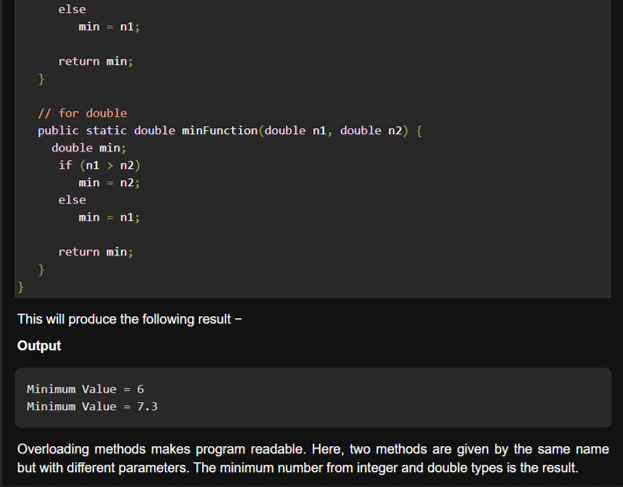 else
min = n1;
return min;
}
// for double
public static double minFunction(double n1, double n2) {
double min;
if (n1 > n2)
min = n2;
else
min = n1;
return min;
}
}
This will produce the following result −
Output
Minimum Value = 6
Minimum Value = 7.3
Overloading methods makes program readable. Here, two methods are given by the same name
but with different parameters. The minimum number from integer and double types is the result.